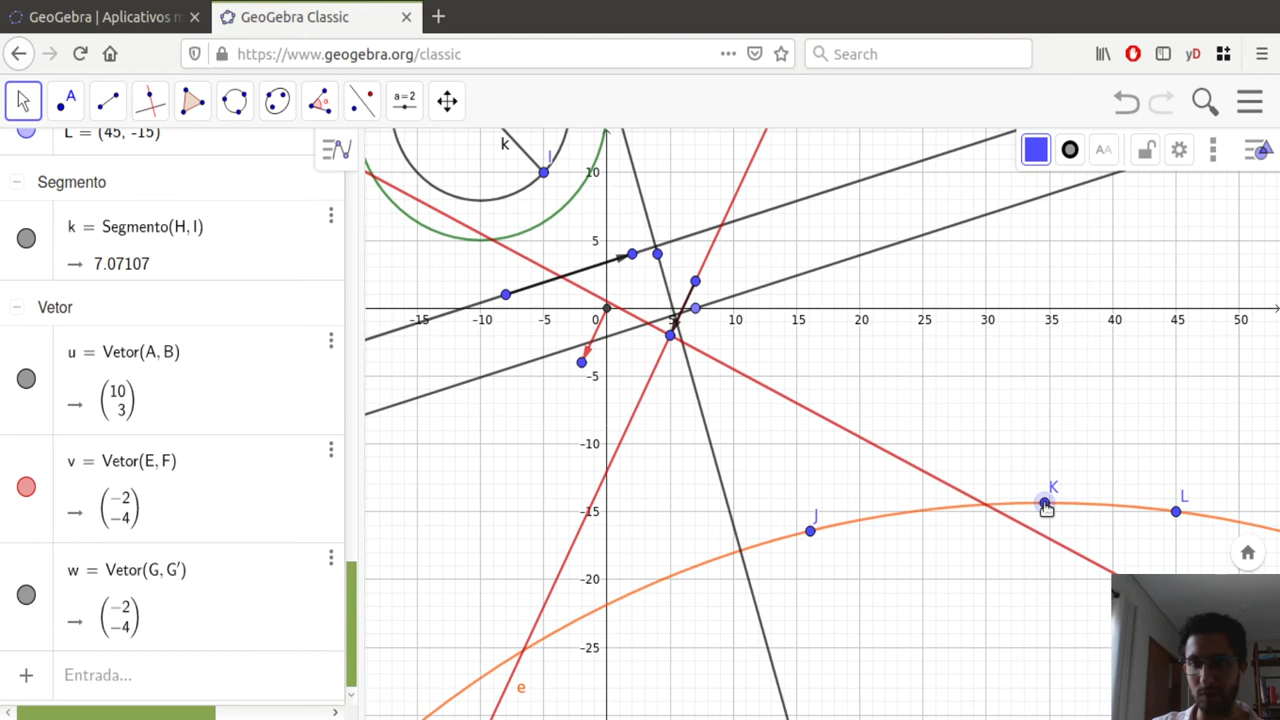 GeoGebra | Aplicativos m
GeoGebra Classic
https://www.geogebra.org/classic
Search
yD
A
α
a=2
AA
L = (45, -15)
Segmento
k = Segmento(H, I)
→ 7.07107
Vetor
u = Vetor(A, B)
→ (10
3)
v = Vetor(E, F)
→ (−2
−4)
w = Vetor(G, G′)
→ (−2
−4)
Entrada...
k
I
10
5
-15 -10 -5 0 5 10 15 20 25 30 35 40 45 50
-5
-10
-15
-20
-25
J
K
L
e